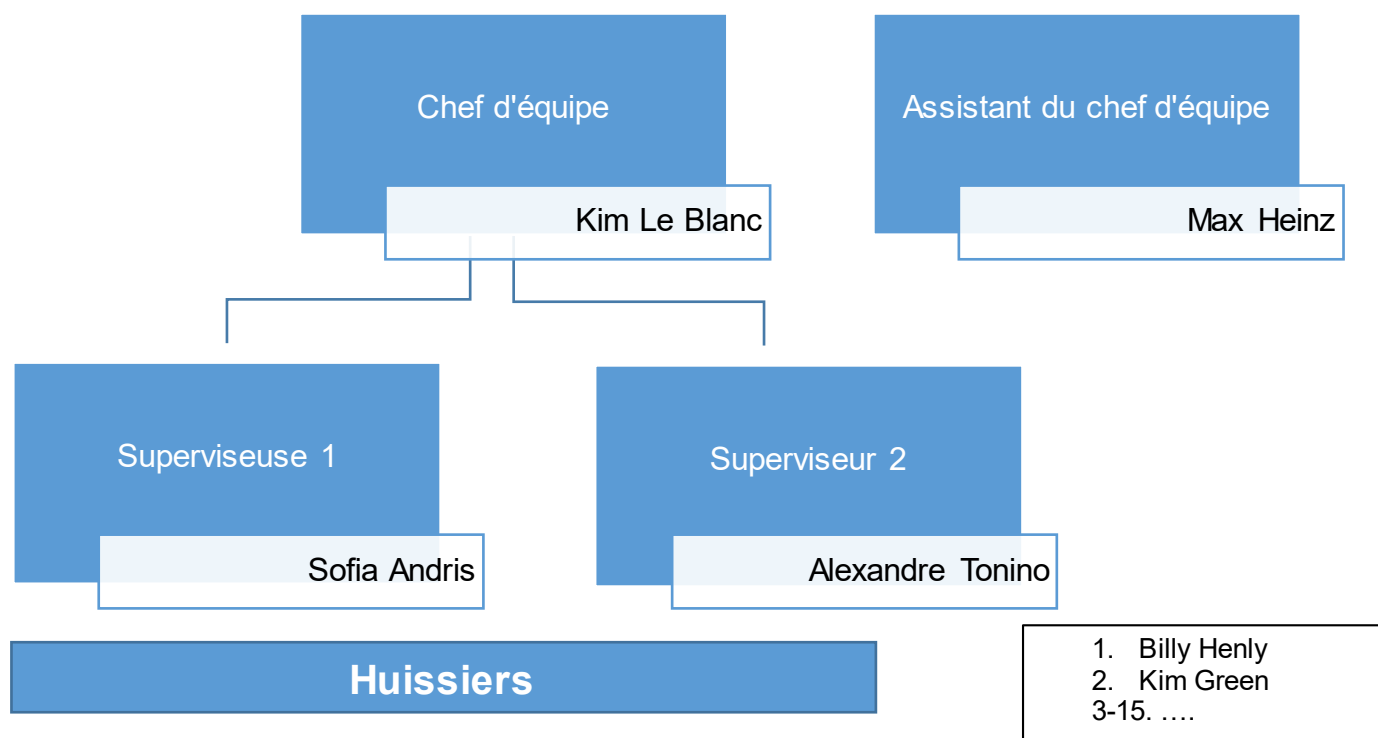 Chef d'équipe
Kim Le Blanc
Assistant du chef d'équipe
Max Heinz
Superviseuse 1
Sofia Andris
Superviseur 2
Alexandre Tonino
Huissiers
1. Billy Henly
2. Kim Green
3-15. ….